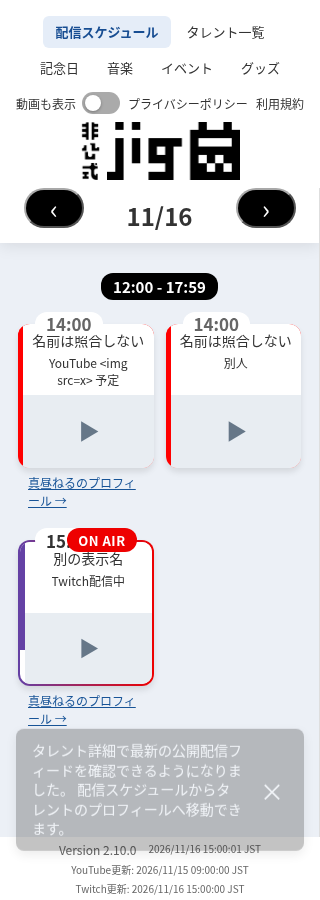 配信スケジュール タレント一覧
記念日 音楽 イベント グッズ
動画も表示 プライバシーポリシー 利用規約
非公式 jig
‹ 11/16 ›
12:00 - 17:59
14:00 14:00
名前は照合しない 名前は照合しない
YouTube <img 別人
src=x> 予定
真昼ねるのプロフィ
ール →
15: ON AIR
別の表示名
Twitch配信中
真昼ねるのプロフィ
ール →
タレント詳細で最新の公開配信フ
ィードを確認できるようになりま
した。 配信スケジュールからタ
レントのプロフィールへ移動でき
ます。
Version 2.10.0 2026/11/16 15:00:01 JST
YouTube更新: 2026/11/15 09:00:00 JST
Twitch更新: 2026/11/16 15:00:00 JST